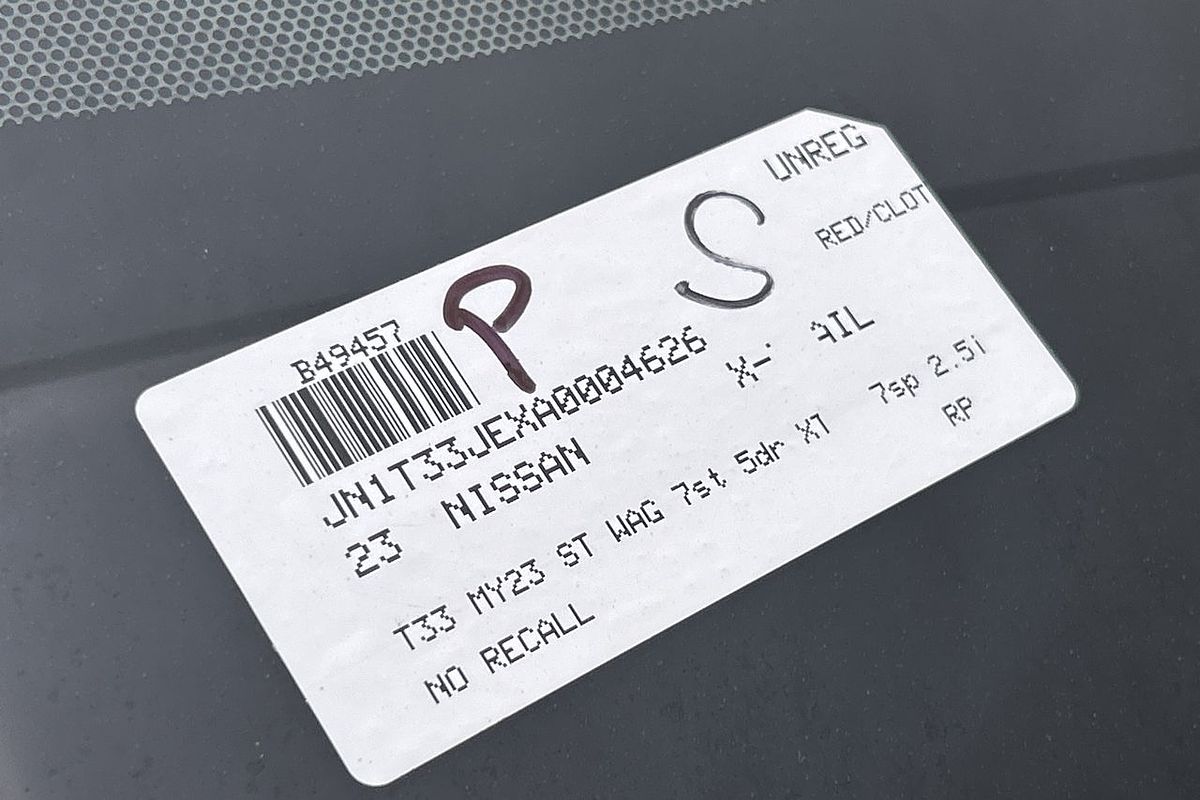 UNREG
S
RED/CLOT
P
B49457
JN1T33JEXA0004626
23 NISSAN
T33 MY23 ST WAG 7st 5dr X7 7sp 2.5i
NO RECALL RP